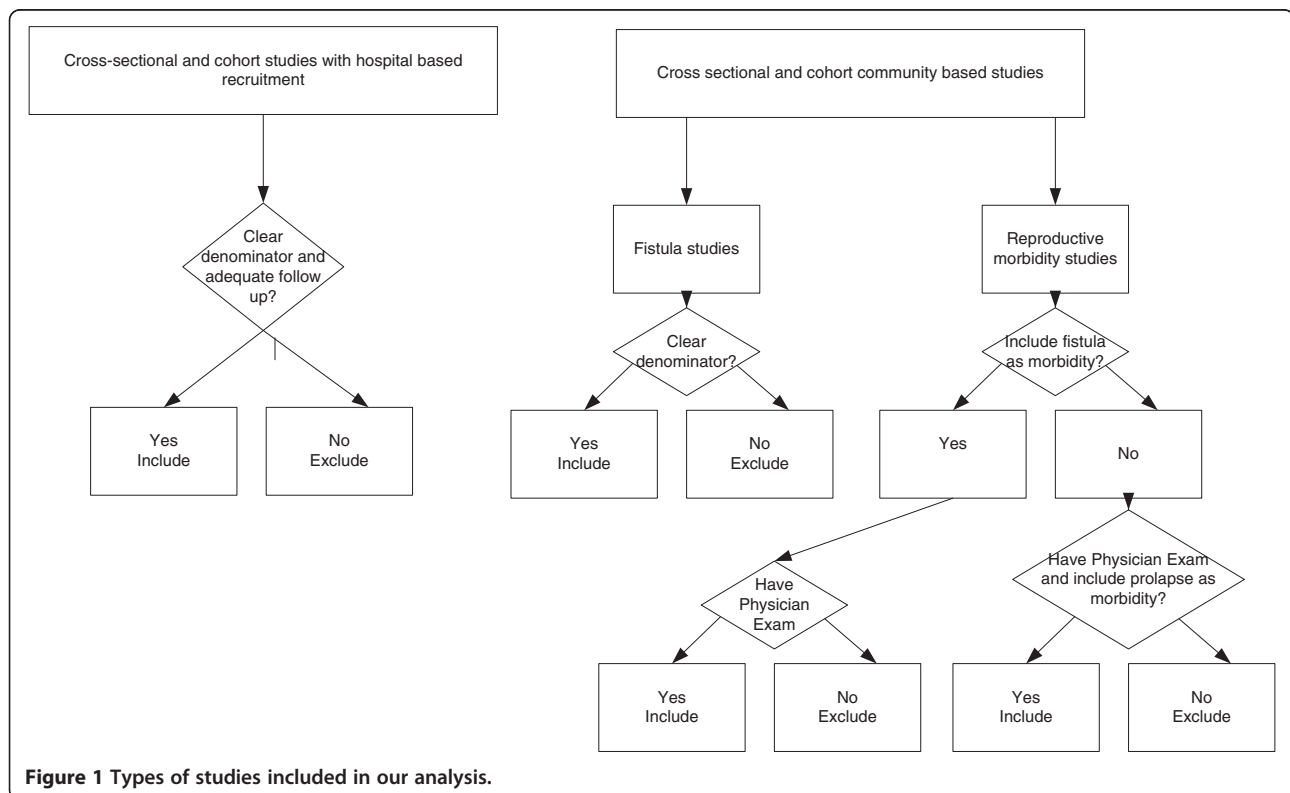 Cross-sectional and cohort studies with hospital based
recruitment
Cross sectional and cohort community based studies
Clear
denominator and
adequate follow
up?
Fistula studies
Reproductive
morbidity studies
Clear
denominator?
Include fistula
as morbidity?
Yes
Include
No
Exclude
Yes
Include
No
Exclude
Yes
No
Have
Physician
Exam
Have Physician Exam
and include prolapse as
morbidity?
Yes
Include
No
Exclude
Yes
Include
No
Exclude
Figure 1 Types of studies included in our analysis.